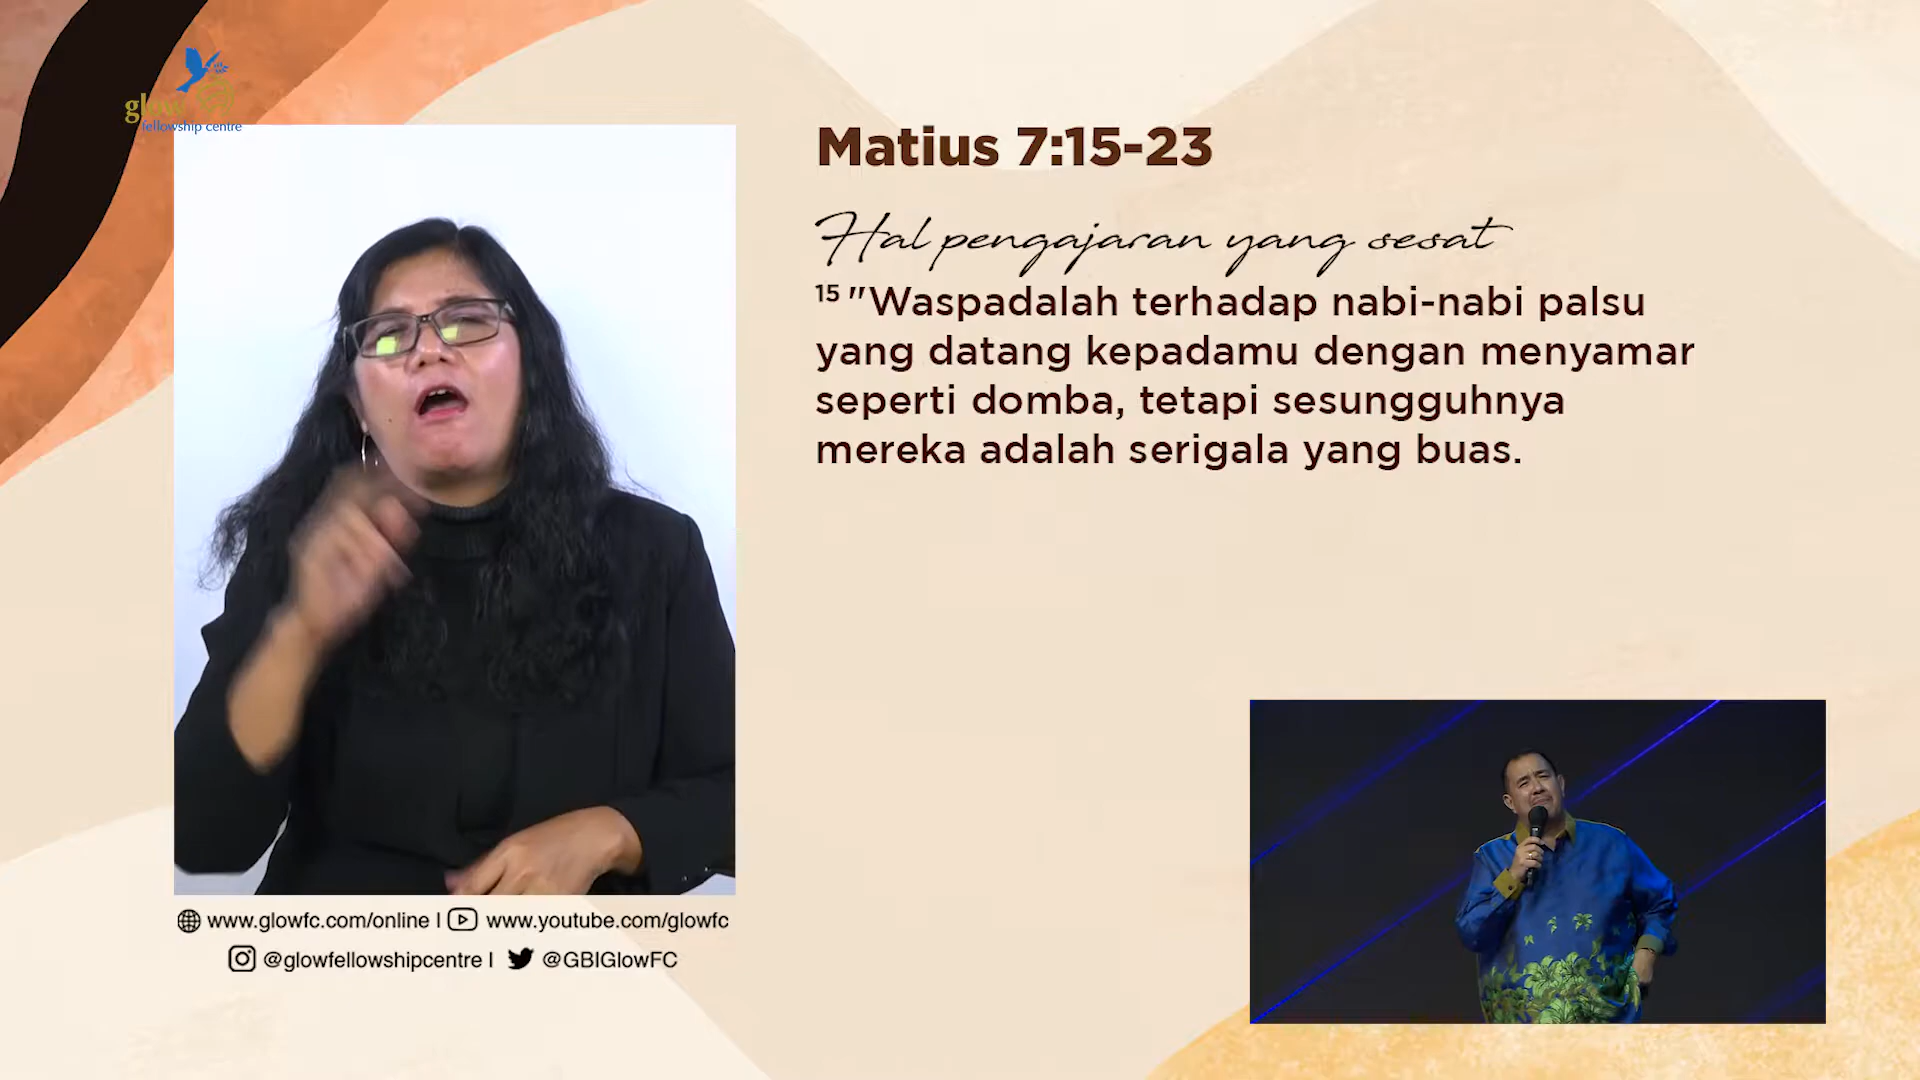 glow
fellowship centre
Matius 7:15-23
Hal pengajaran yang sesat
15 "Waspadalah terhadap nabi-nabi palsu
yang datang kepadamu dengan menyamar
seperti domba, tetapi sesungguhnya
mereka adalah serigala yang buas.
www.glowfc.com/online | www.youtube.com/glowfc
@glowfellowshipcentre | @GBIGlowFC